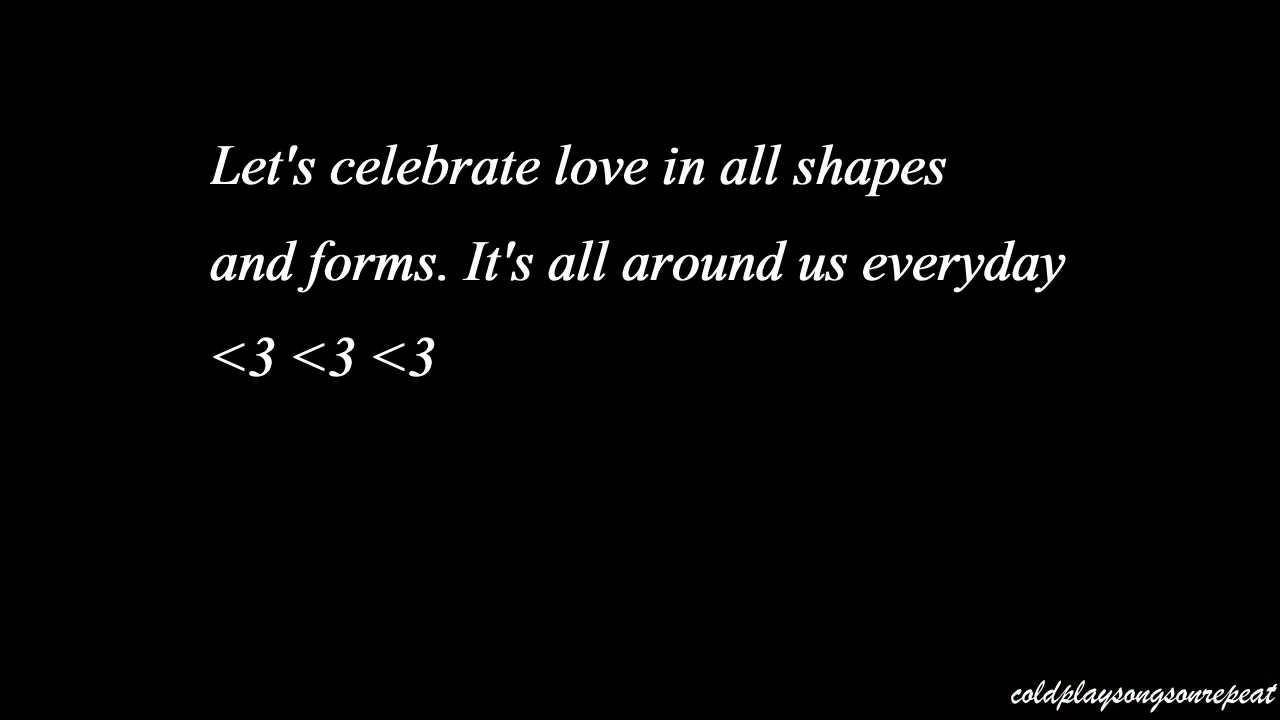 Let's celebrate love in all shapes
and forms. It's all around us everyday
<3 <3 <3
coldplaysongsonrepeat